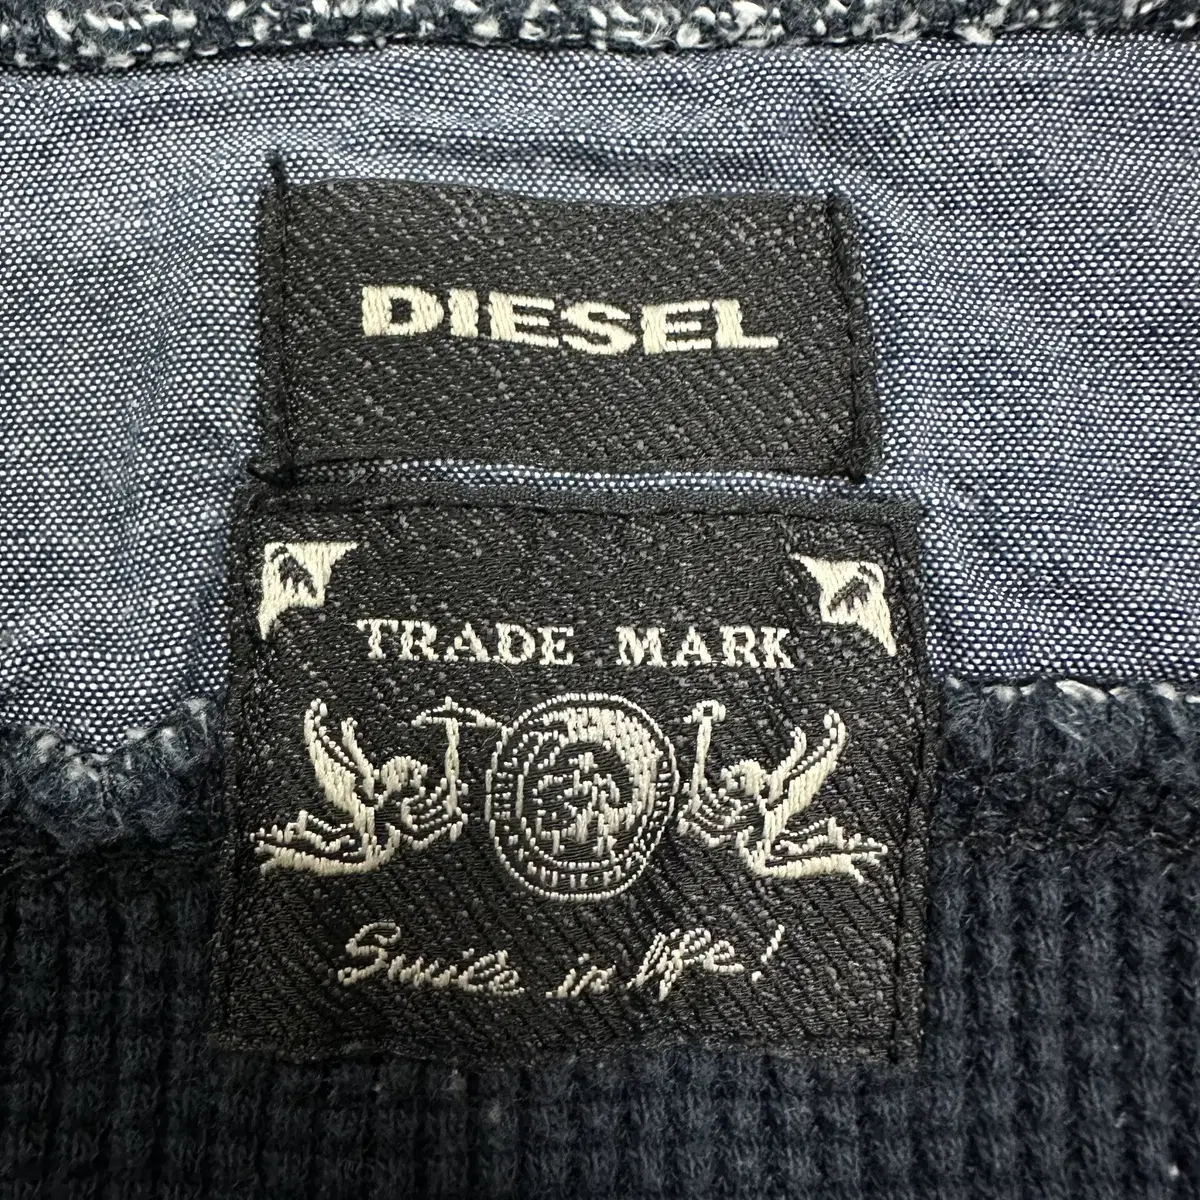 DIESEL
TRADE MARK
Smile in life!